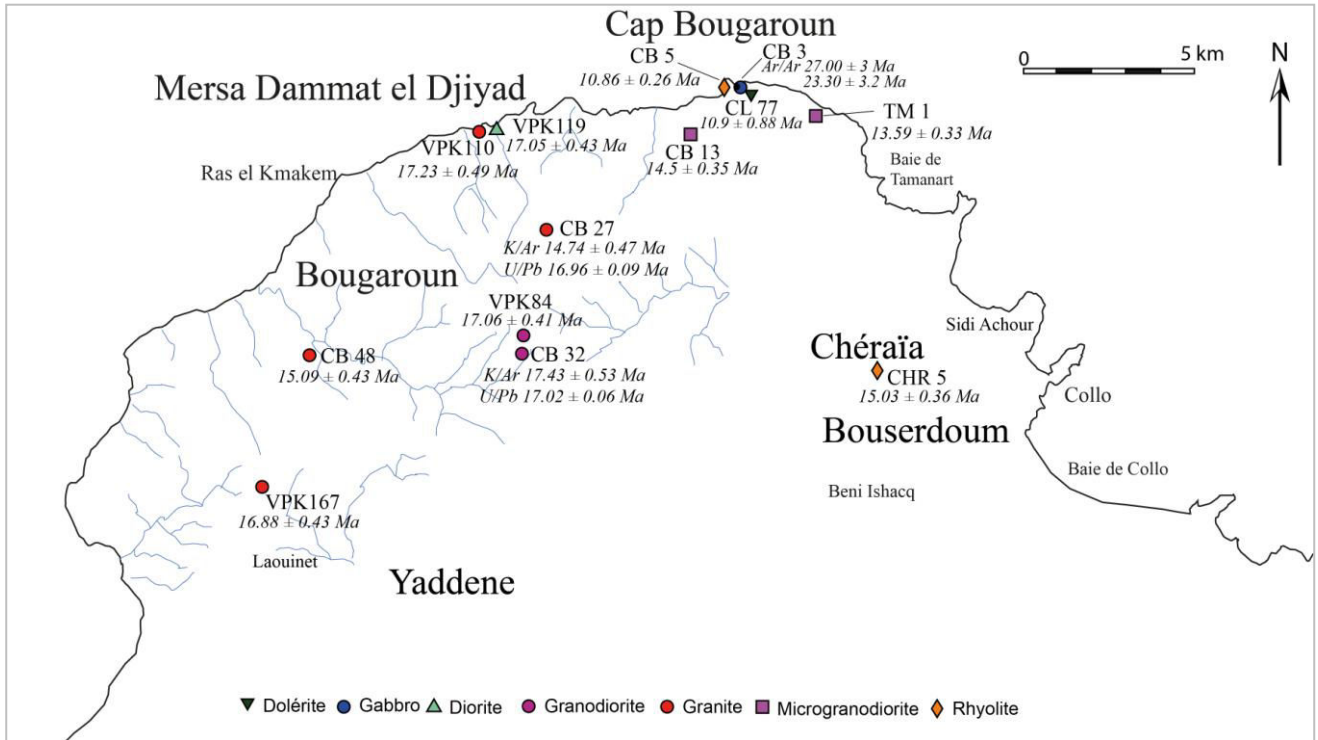 Cap Bougaroun
CB 5
10.86 ± 0.26 Ma
CB 3
Ar/Ar 27.00 ± 3 Ma
23.30 ± 3.2 Ma
0 5 km
N
Mersa Dammat el Djiyad
CL 77
10.9 ± 0.88 Ma
TM 1
13.59 ± 0.33 Ma
VPK119
17.05 ± 0.43 Ma
VPK110
17.23 ± 0.49 Ma
CB 13
14.5 ± 0.35 Ma
Baie de
Tamanart
Ras el Kmakem
CB 27
K/Ar 14.74 ± 0.47 Ma
U/Pb 16.96 ± 0.09 Ma
Bougaroun
VPK84
17.06 ± 0.41 Ma
CB 32
K/Ar 17.43 ± 0.53 Ma
U/Pb 17.02 ± 0.06 Ma
CB 48
15.09 ± 0.43 Ma
Sidi Achour
Chéraïa
CHR 5
15.03 ± 0.36 Ma
Collo
Bouserdoum
Baie de Collo
Beni Ishacq
VPK167
16.88 ± 0.43 Ma
Laouinet
Yaddene
Dolérite Gabbro Diorite Granodiorite Granite Microgranodiorite Rhyolite